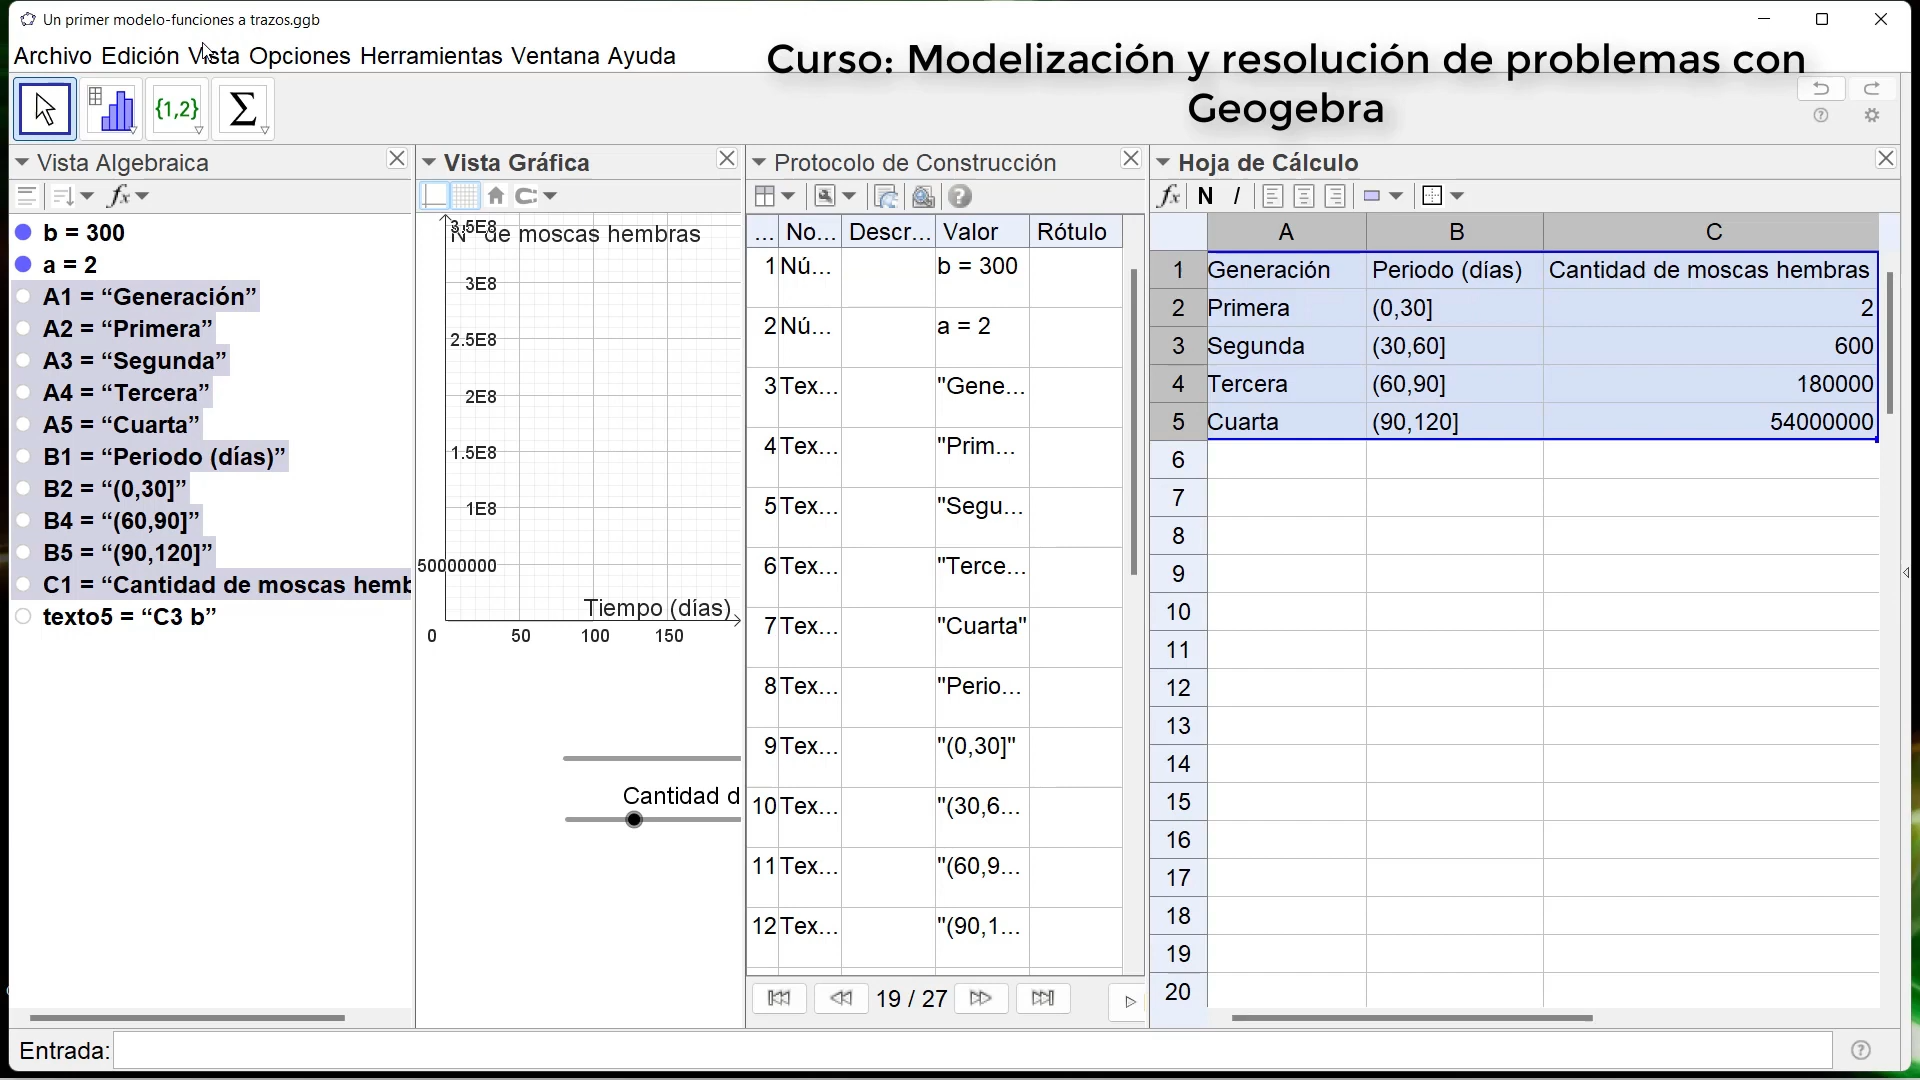 Un primer modelo-funciones a trazos.ggb
Archivo Edición Vista Opciones Herramientas Ventana Ayuda
Curso: Modelización y resolución de problemas con
Geogebra
{1,2}
Σ
Vista Algebraica
fx
b = 300
a = 2
A1 = “Generación”
A2 = “Primera”
A3 = “Segunda”
A4 = “Tercera”
A5 = “Cuarta”
B1 = “Periodo (días)”
B2 = “(0,30]”
B4 = “(60,90]”
B5 = “(90,120]”
C1 = “Cantidad de moscas hemb
texto5 = “C3 b”
Vista Gráfica
3.5E8
N° de moscas hembras
3E8
2.5E8
2E8
1.5E8
1E8
50000000
Tiempo (días)
0 50 100 150
Cantidad d
Protocolo de Construcción
... No... Descr... Valor Rótulo
1 Nú... b = 300
2 Nú... a = 2
3 Tex... "Gene...
4 Tex... "Prim...
5 Tex... "Segu...
6 Tex... "Terce...
7 Tex... "Cuarta"
8 Tex... "Perio...
9 Tex... "(0,30]"
10 Tex... "(30,6...
11 Tex... "(60,9...
12 Tex... "(90,1...
19 / 27
Hoja de Cálculo
fx N I
A B C
1 Generación Periodo (días) Cantidad de moscas hembras
2 Primera (0,30] 2
3 Segunda (30,60] 600
4 Tercera (60,90] 180000
5 Cuarta (90,120] 54000000
6
7
8
9
10
11
12
13
14
15
16
17
18
19
20
Entrada: